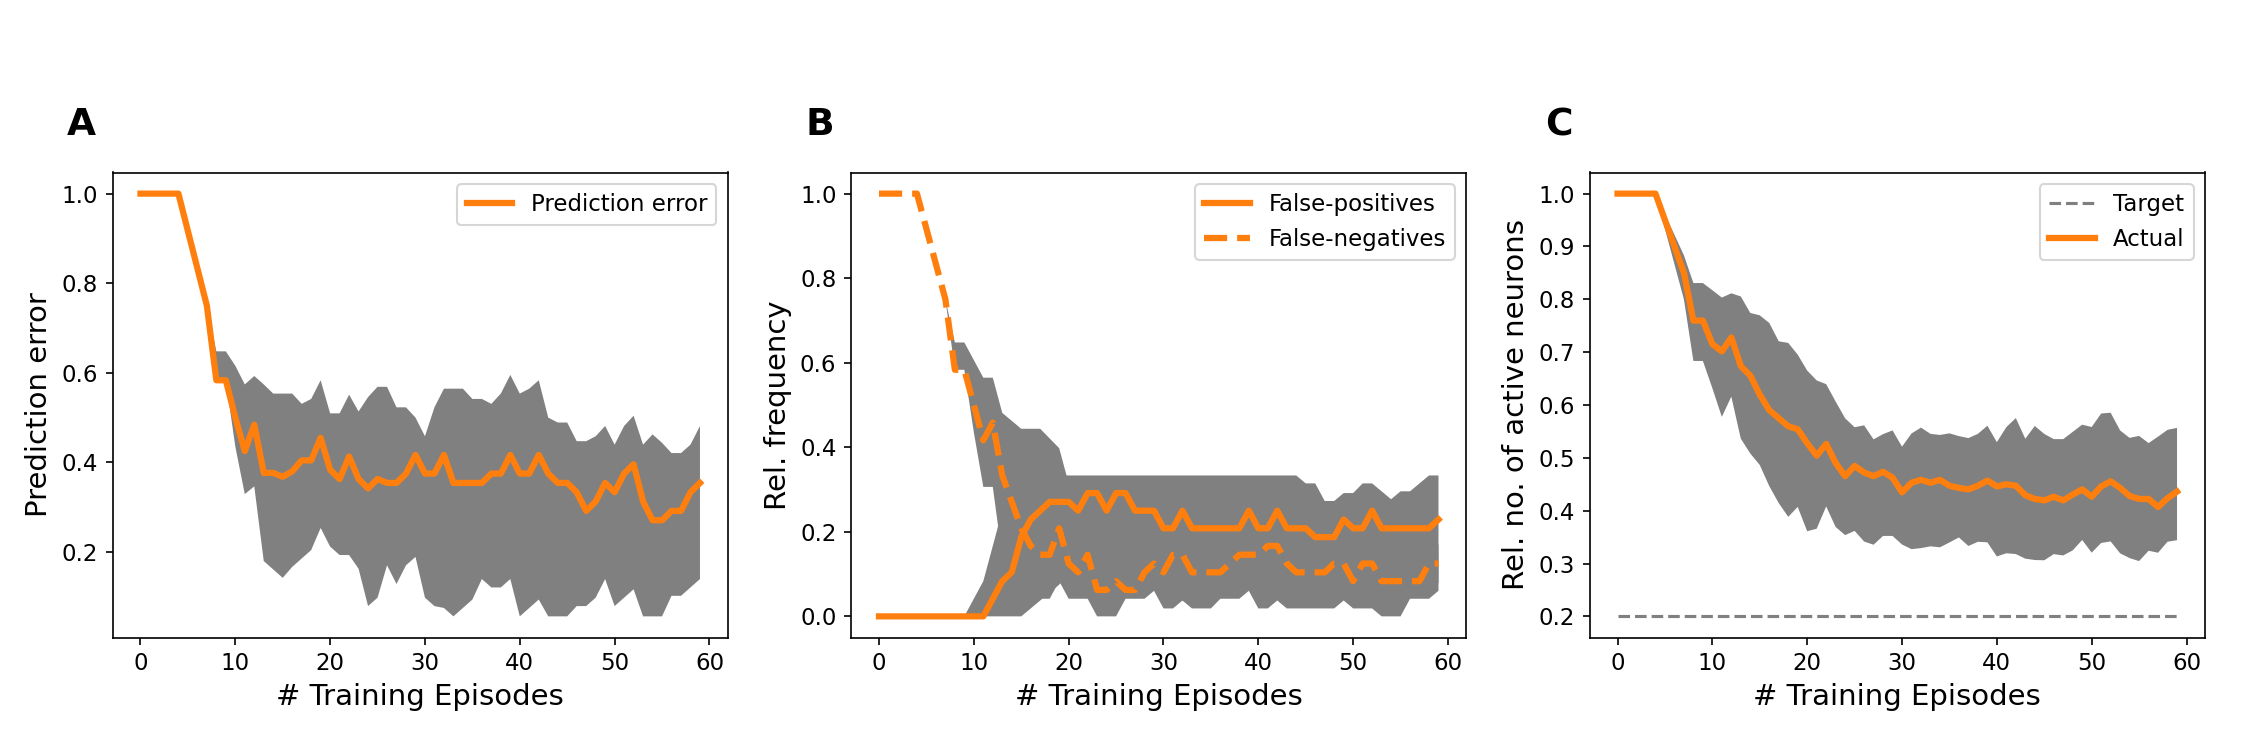 A
Prediction error
1.0
0.8
0.6
0.4
0.2
0
10
20
30
40
50
60
# Training Episodes
Prediction error
B
Rel. frequency
1.0
0.8
0.6
0.4
0.2
0.0
0
10
20
30
40
50
60
# Training Episodes
False-positives
False-negatives
C
Rel. no. of active neurons
1.0
0.9
0.8
0.7
0.6
0.5
0.4
0.3
0.2
0
10
20
30
40
50
60
# Training Episodes
Target
Actual